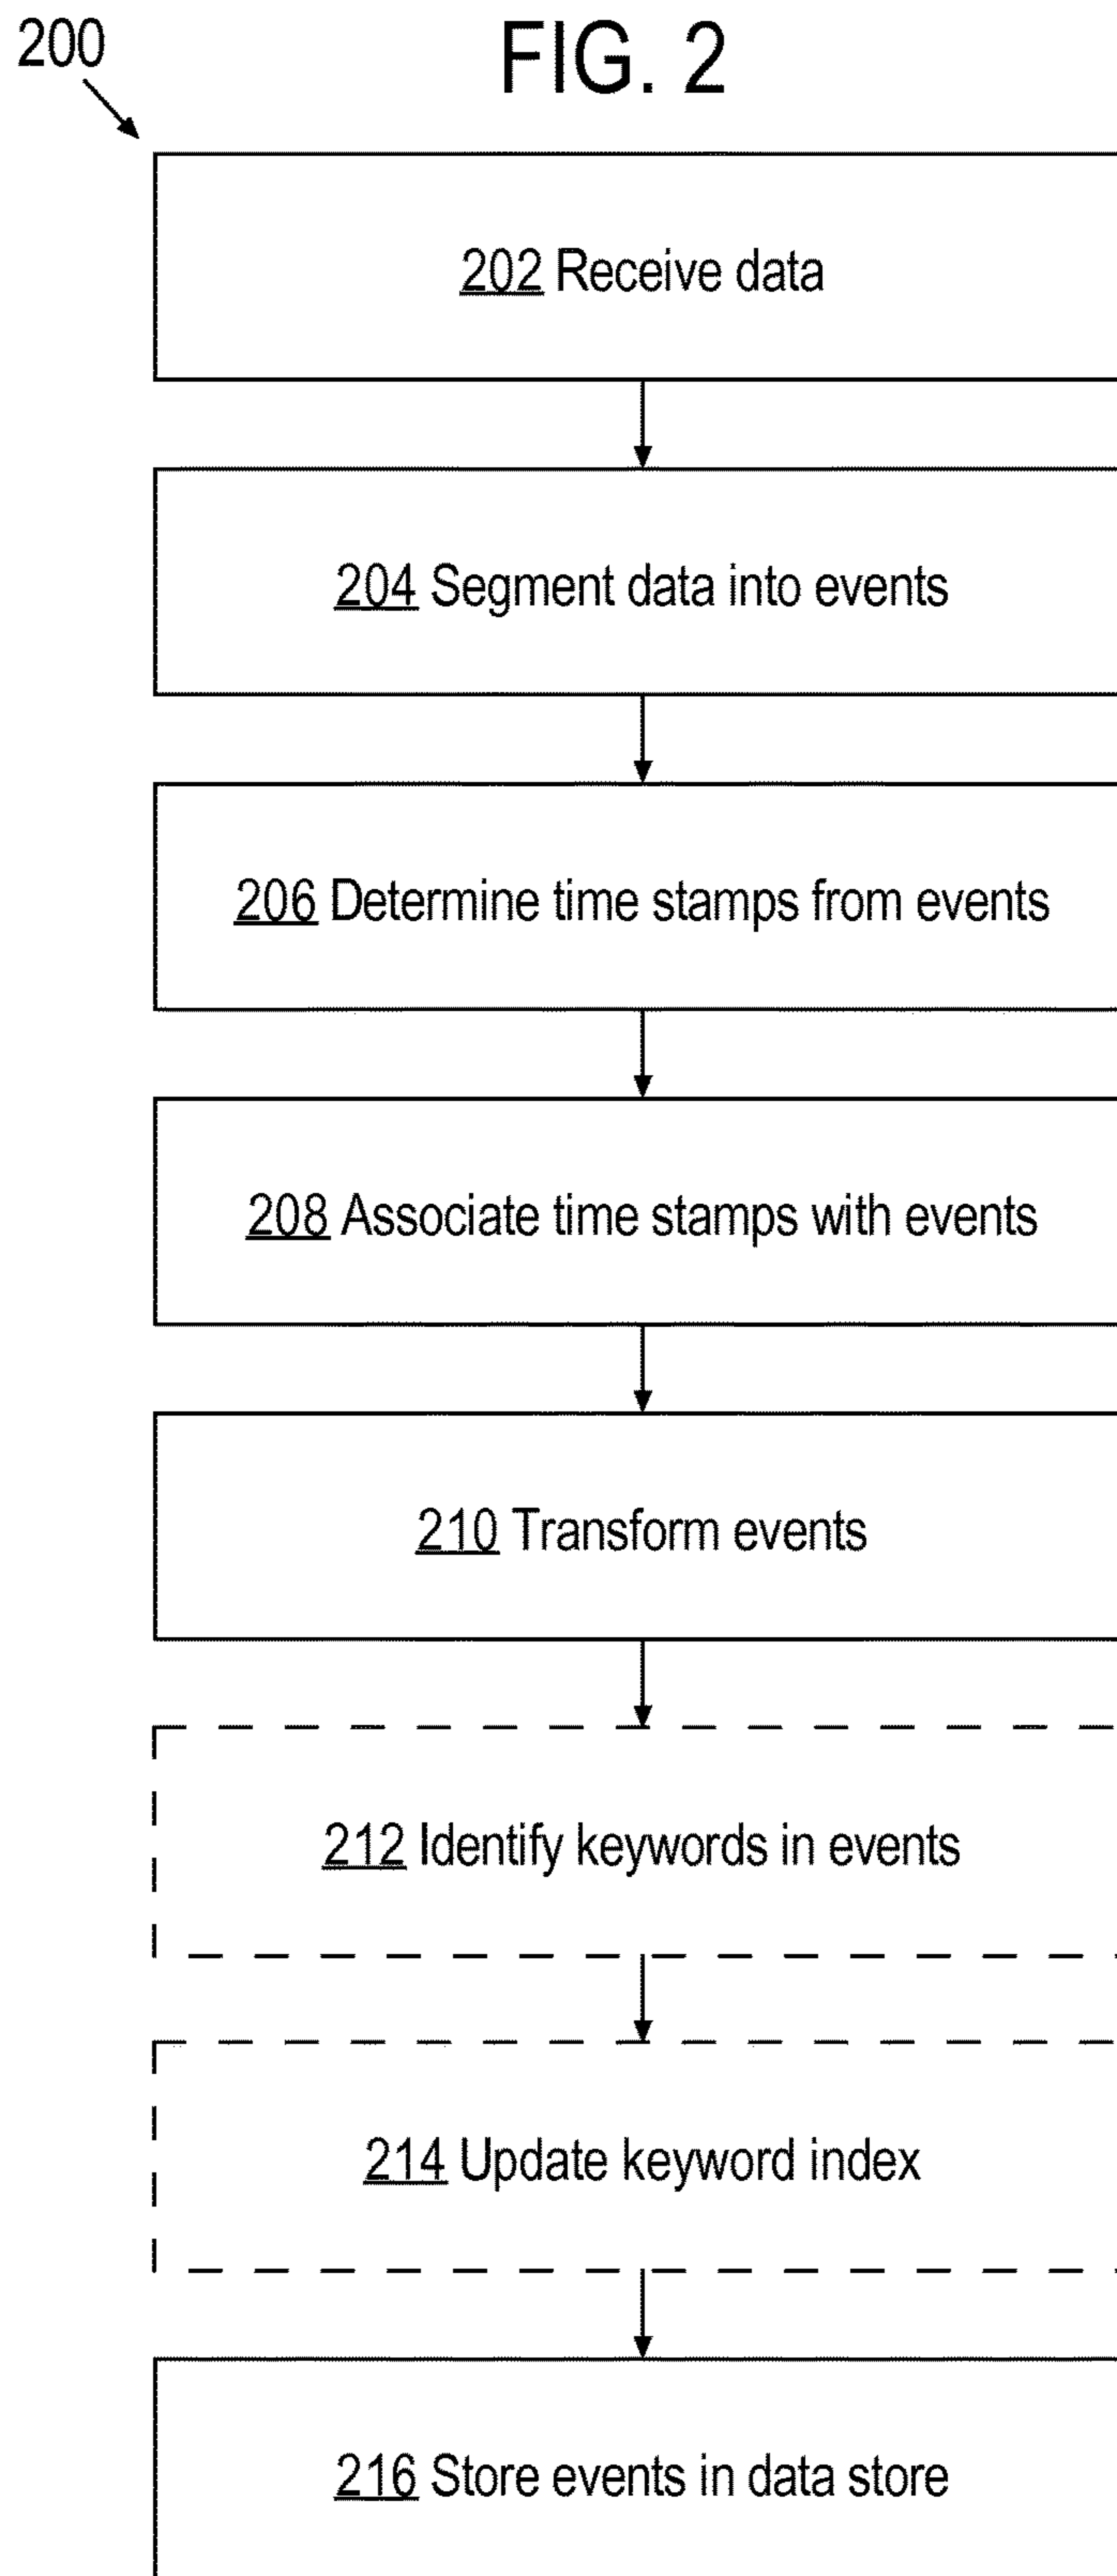 200
FIG. 2
202 Receive data
204 Segment data into events
206 Determine time stamps from events
208 Associate time stamps with events
210 Transform events
212 Identify keywords in events
214 Update keyword index
216 Store events in data store